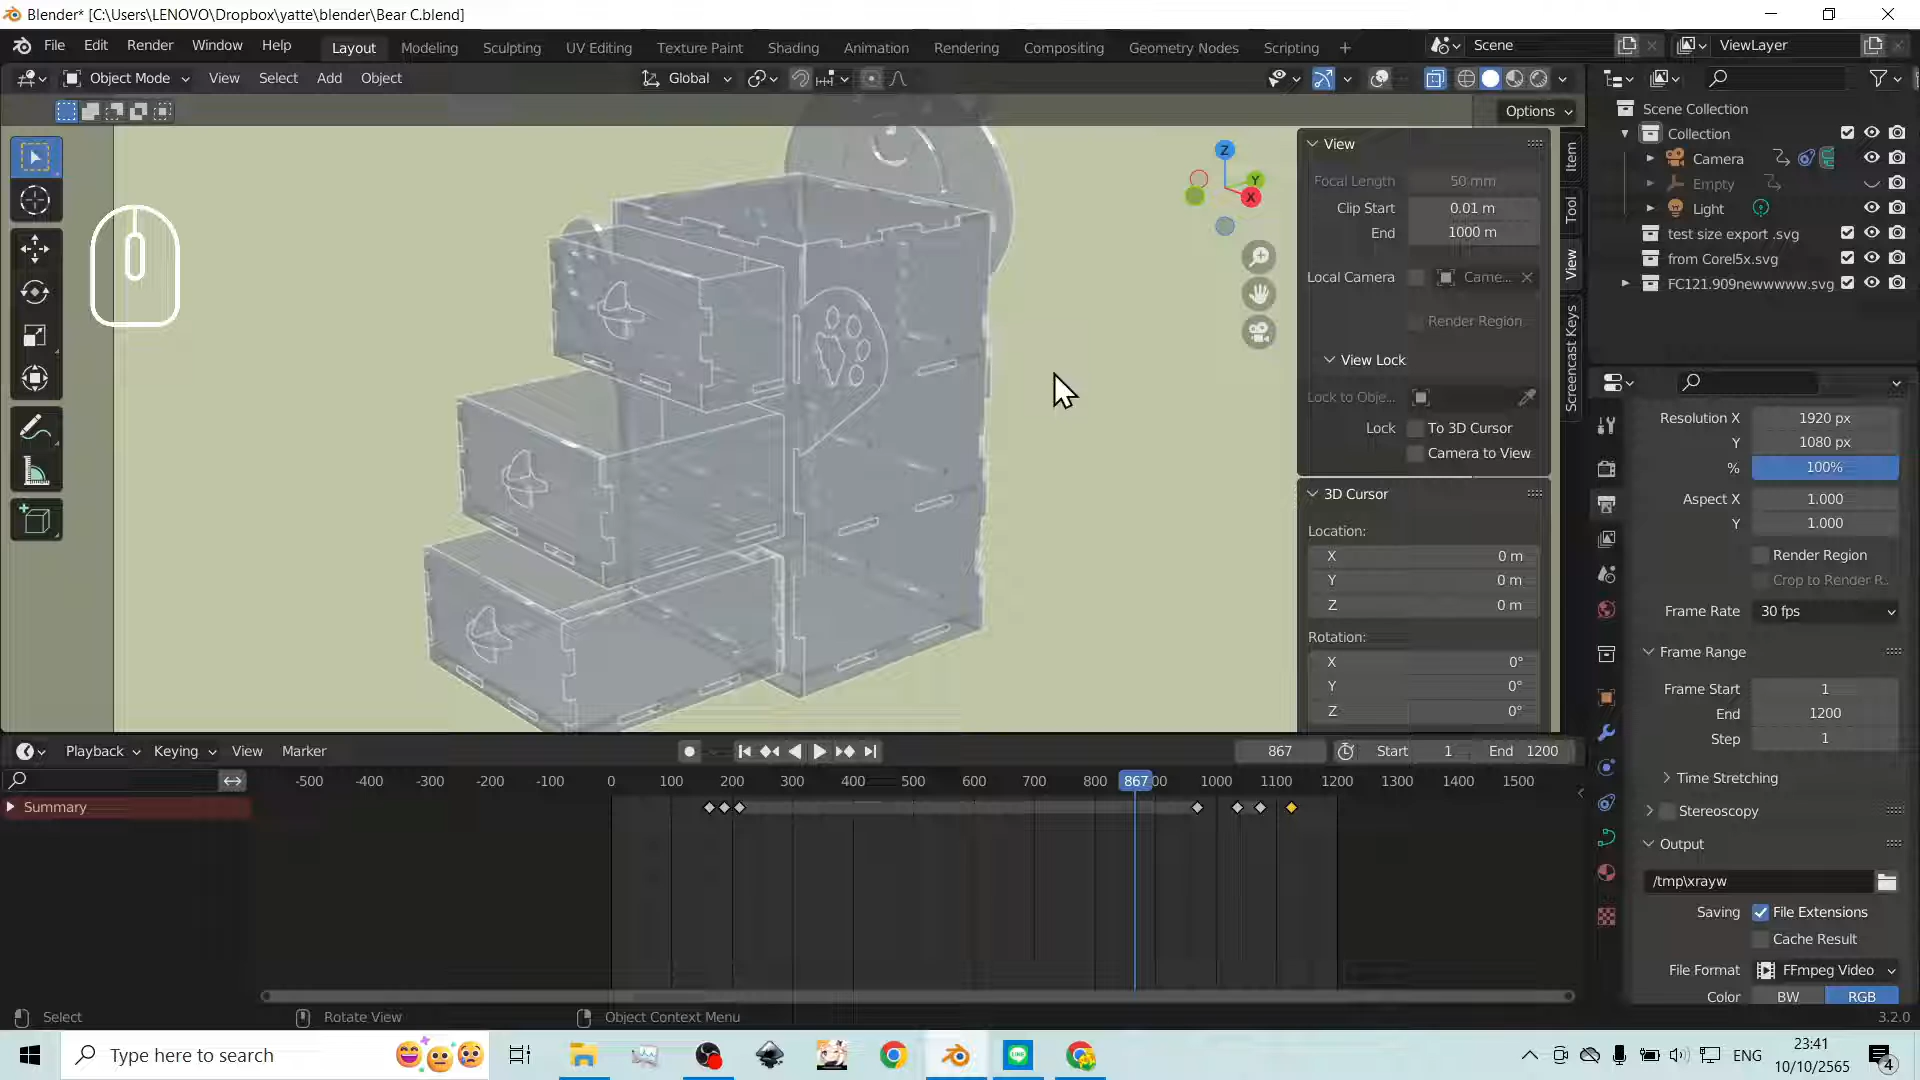 Blender* [C:\Users\LENOVO\Dropbox\yatte\blender\Bear C.blend]
File Edit Render Window Help Layout Modeling Sculpting UV Editing Texture Paint Shading Animation Rendering Compositing Geometry Nodes Scripting + Scene ViewLayer
Object Mode View Select Add Object Global
Options
Scene Collection
Collection
Camera
Empty
Light
test size export .svg
from Corel5x.svg
FC121.909newwwww.svg
Z
Y
X
View
Focal Length 50 mm
Clip Start 0.01 m
End 1000 m
Local Camera Came...
Render Region
View Lock
Lock to Obje...
Lock To 3D Cursor
Camera to View
3D Cursor
Location:
X 0 m
Y 0 m
Z 0 m
Rotation:
X 0°
Y 0°
Z 0°
Item
Tool
View
Screencast Keys
Resolution X 1920 px
Y 1080 px
% 100%
Aspect X 1.000
Y 1.000
Render Region
Crop to Render R..
Frame Rate 30 fps
Frame Range
Frame Start 1
End 1200
Step 1
Time Stretching
Stereoscopy
Output
/tmp\xrayw
Saving File Extensions
Cache Result
File Format FFmpeg Video
Color BW RGB
Playback Keying View Marker 867 Start 1 End 1200
-500 -400 -300 -200 -100 0 100 200 300 400 500 600 700 800 867 1000 1100 1200 1300 1400 1500
Summary
Select Rotate View Object Context Menu 3.2.0
Type here to search
ENG
23:41
10/10/2565
4